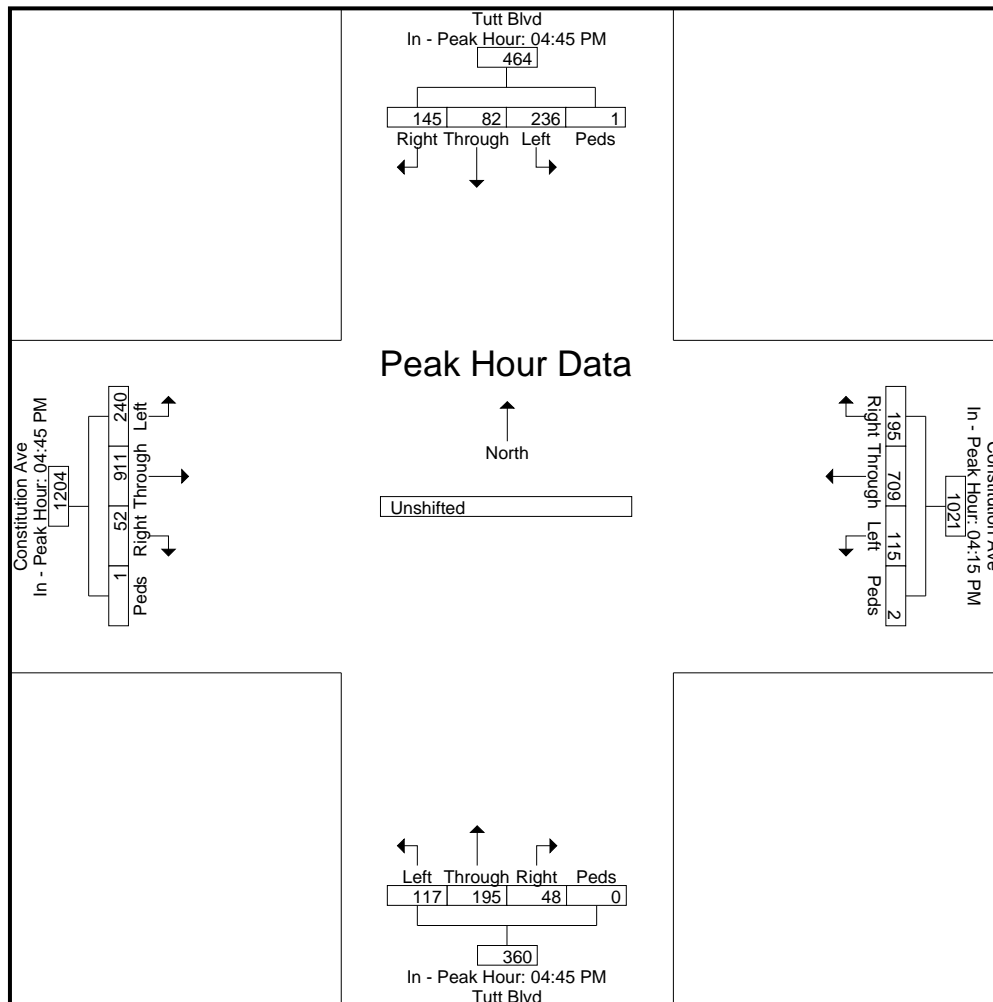 Tutt Blvd
In - Peak Hour: 04:45 PM
464
145 82 236 1
Right Through Left Peds
Peak Hour Data
North
Unshifted
Constitution Ave
In - Peak Hour: 04:45 PM
1204
240 911 52 1
Left Through Right Peds
Constitution Ave
In - Peak Hour: 04:15 PM
1021
195 709 115 2
Right Through Left Peds
Left Through Right Peds
117 195 48 0
360
In - Peak Hour: 04:45 PM
Tutt Blvd